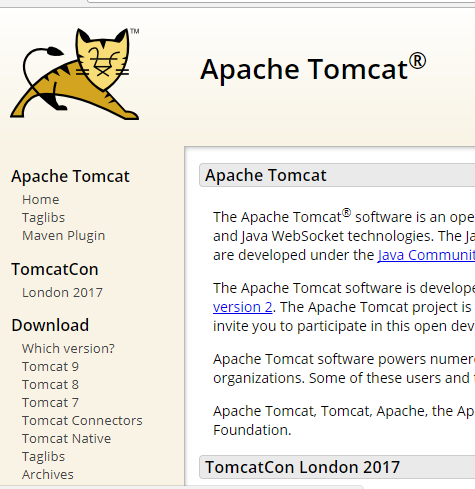 TM
Apache Tomcat®
Apache Tomcat
Home
Taglibs
Maven Plugin
TomcatCon
London 2017
Download
Which version?
Tomcat 9
Tomcat 8
Tomcat 7
Tomcat Connectors
Tomcat Native
Taglibs
Archives
Apache Tomcat
The Apache Tomcat® software is an ope
and Java WebSocket technologies. The Ja
are developed under the Java Communit
The Apache Tomcat software is develope
version 2. The Apache Tomcat project is
invite you to participate in this open dev
Apache Tomcat software powers numer
organizations. Some of these users and
Apache Tomcat, Tomcat, Apache, the Ap
Foundation.
TomcatCon London 2017